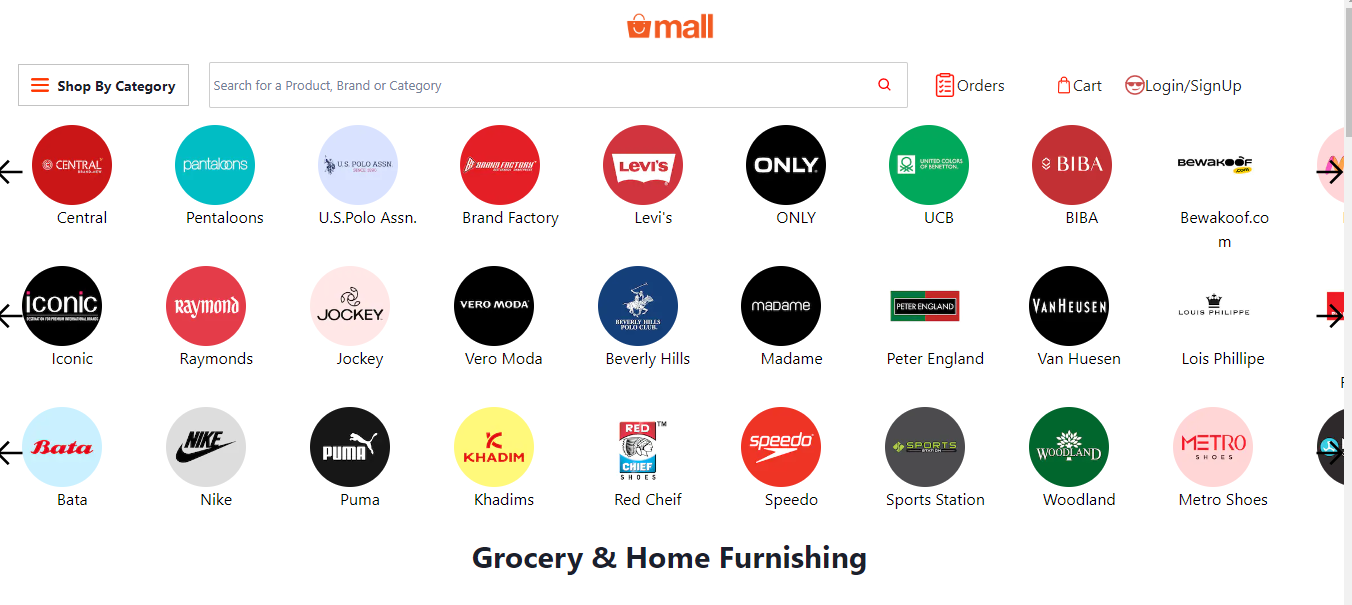 mall
Shop By Category
Search for a Product, Brand or Category
Orders
Cart
Login/SignUp
CENTRAL
pantaloons
U.S. POLO ASSN
SINCE 1890
BRAND FACTORY
LEVI'S
ONLY
UNITED COLORS
OF BENETTON.
BIBA
BEWAKOOF
.com
Central
Pentaloons
U.S.Polo Assn.
Brand Factory
Levi's
ONLY
UCB
BIBA
Bewakoof.co
m
iconic
Raymond
JOCKEY
VERO MODA
BEVERLY HILLS
POLO CLUB.
madame
PETER ENGLAND
VANHEUSEN
LOUIS PHILIPPE
Iconic
Raymonds
Jockey
Vero Moda
Beverly Hills
Madame
Peter England
Van Huesen
Lois Phillipe
Bata
NIKE
PUMA
KHADIM
RED
CHIEF
SHOES
TM
speedo
SPORTS
STATION
WOODLAND
METRO
SHOES
Bata
Nike
Puma
Khadims
Red Cheif
Speedo
Sports Station
Woodland
Metro Shoes
Grocery & Home Furnishing